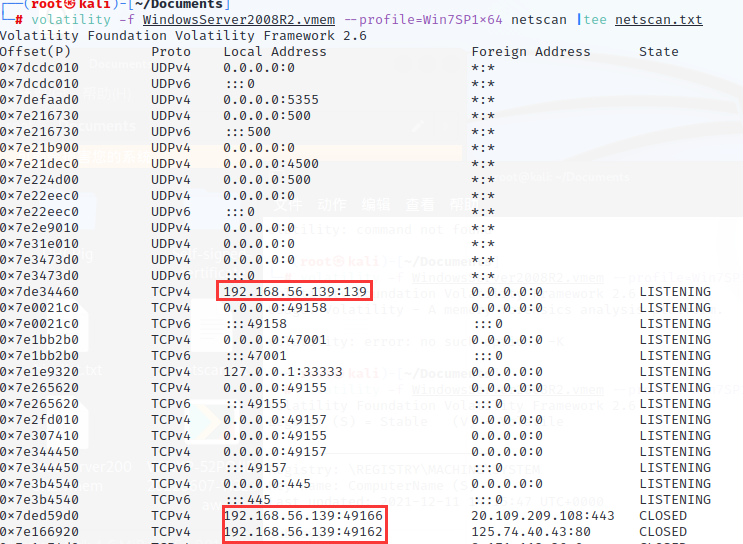 (root㉿kali)-[~/Documents]
# volatility -f WindowsServer2008R2.vmem --profile=Win7SP1×64 netscan |tee netscan.txt
Volatility Foundation Volatility Framework 2.6
Offset(P) Proto Local Address Foreign Address State
0×7dcdc010 UDPv4 0.0.0.0:0 *:*
0×7dcdc010 UDPv6 :::0 *:*
0×7defaad0 UDPv4 0.0.0.0:5355 *:*
0×7e216730 UDPv4 0.0.0.0:500 *:*
0×7e216730 UDPv6 :::500 *:*
0×7e21b900 UDPv4 0.0.0.0:0 *:*
0×7e21dec0 UDPv4 0.0.0.0:4500 *:*
0×7e224d00 UDPv4 0.0.0.0:500 *:*
0×7e22eec0 UDPv4 0.0.0.0:0 *:*
0×7e22eec0 UDPv6 :::0 *:*
0×7e2e9010 UDPv4 0.0.0.0:0 *:*
0×7e31e010 UDPv4 0.0.0.0:0 *:*
0×7e3473d0 UDPv4 0.0.0.0:0 *:*
0×7e3473d0 UDPv6 :::0 *:*
0×7de34460 TCPv4 192.168.56.139:139 0.0.0.0:0 LISTENING
0×7e0021c0 TCPv4 0.0.0.0:49158 0.0.0.0:0 LISTENING
0×7e0021c0 TCPv6 :::49158 :::0 LISTENING
0×7e1bb2b0 TCPv4 0.0.0.0:47001 0.0.0.0:0 LISTENING
0×7e1bb2b0 TCPv6 :::47001 :::0 LISTENING
0×7e1e9320 TCPv4 127.0.0.1:33333 0.0.0.0:0 LISTENING
0×7e265620 TCPv4 0.0.0.0:49155 0.0.0.0:0 LISTENING
0×7e265620 TCPv6 :::49155 :::0 LISTENING
0×7e2fd010 TCPv4 0.0.0.0:49157 0.0.0.0:0 LISTENING
0×7e307410 TCPv4 0.0.0.0:49155 0.0.0.0:0 LISTENING
0×7e344450 TCPv4 0.0.0.0:49157 0.0.0.0:0 LISTENING
0×7e344450 TCPv6 :::49157 :::0 LISTENING
0×7e3b4540 TCPv4 0.0.0.0:445 0.0.0.0:0 LISTENING
0×7e3b4540 TCPv6 :::445 :::0 LISTENING
0×7ded59d0 TCPv4 192.168.56.139:49166 20.109.209.108:443 CLOSED
0×7e166920 TCPv4 192.168.56.139:49162 125.74.40.43:80 CLOSED